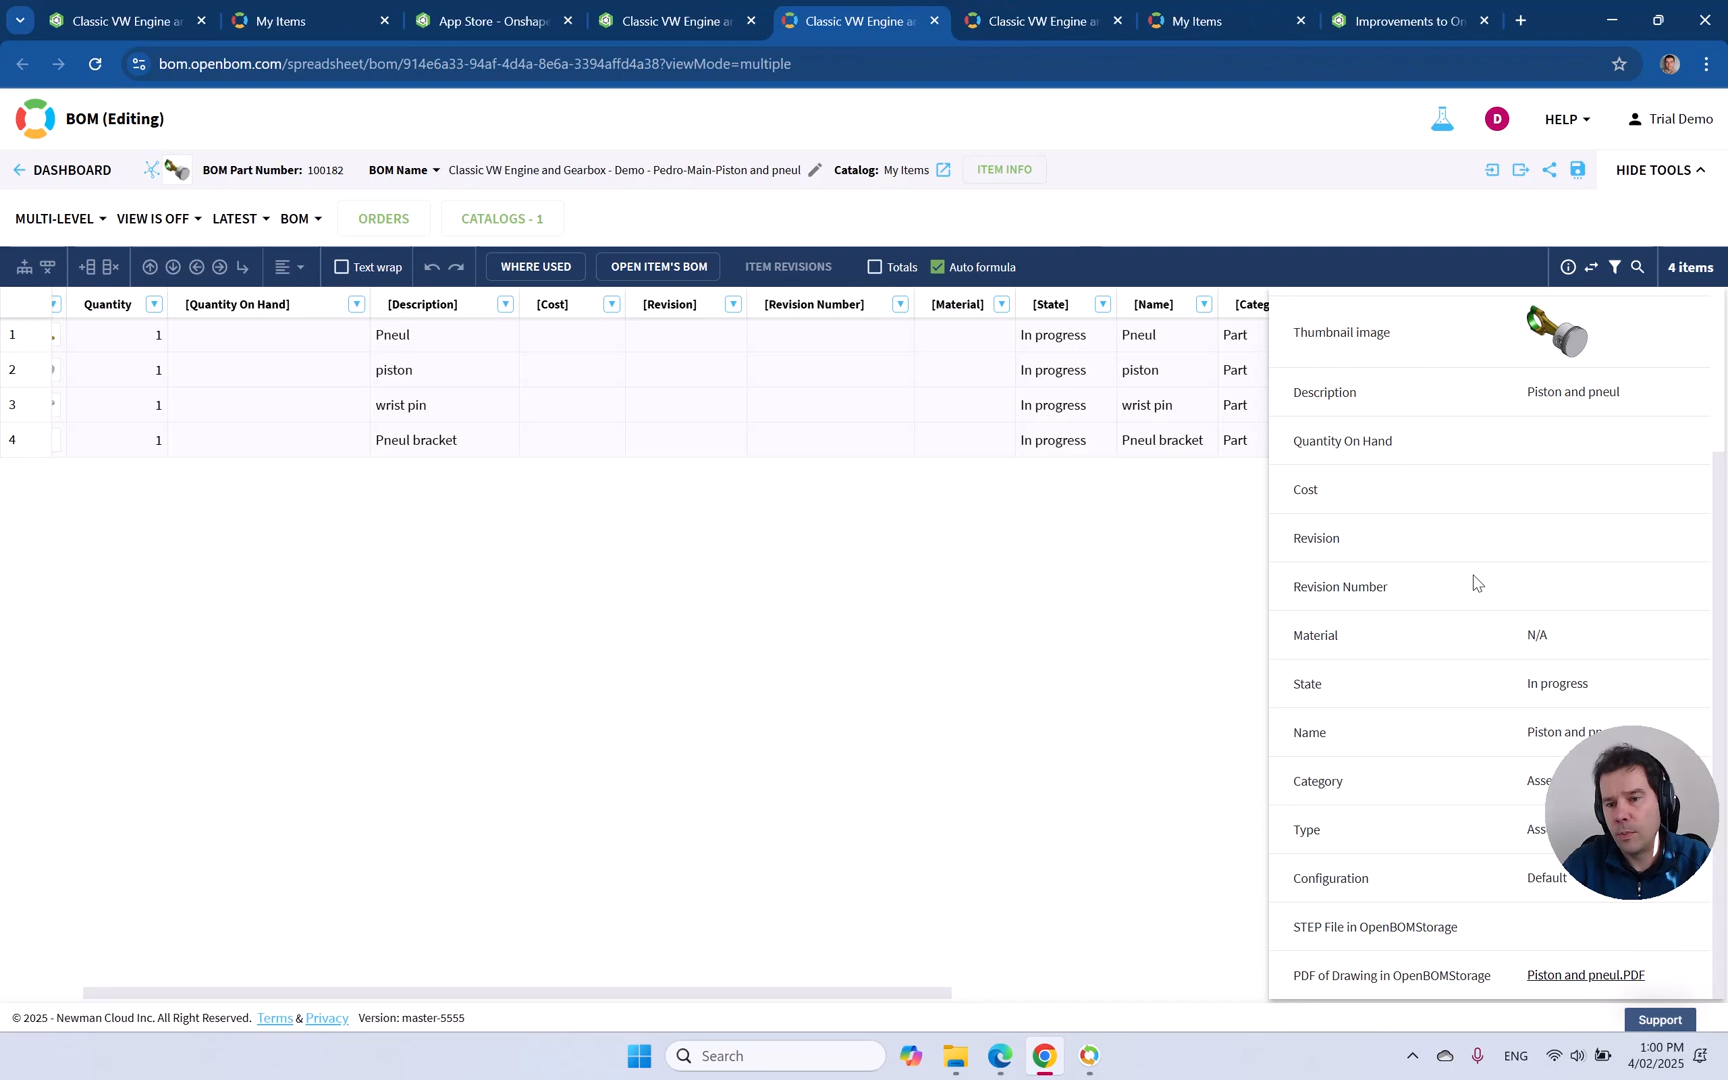 Classic VW Engine ar
My Items
App Store - Onshape
Classic VW Engine ar
Classic VW Engine ar
Classic VW Engine ar
My Items
Improvements to On
bom.openbom.com/spreadsheet/bom/914e6a33-94af-4d4a-8e6a-3394affd4a38?viewMode=multiple
BOM (Editing)
D
HELP
Trial Demo
DASHBOARD
BOM Part Number: 100182
BOM Name
Classic VW Engine and Gearbox - Demo - Pedro-Main-Piston and pneul
Catalog: My Items
ITEM INFO
HIDE TOOLS
MULTI-LEVEL
VIEW IS OFF
LATEST
BOM
ORDERS
CATALOGS - 1
Text wrap
WHERE USED
OPEN ITEM'S BOM
ITEM REVISIONS
Totals
Auto formula
4 items
Quantity [Quantity On Hand] [Description] [Cost] [Revision] [Revision Number] [Material] [State] [Name] [Categ
1 1 Pneul In progress Pneul Part
2 1 piston In progress piston Part
3 1 wrist pin In progress wrist pin Part
4 1 Pneul bracket In progress Pneul bracket Part
Thumbnail image
Description Piston and pneul
Quantity On Hand
Cost
Revision
Revision Number
Material N/A
State In progress
Name Piston and pn
Category Asse
Type Ass
Configuration Default
STEP File in OpenBOMStorage
PDF of Drawing in OpenBOMStorage Piston and pneul.PDF
© 2025 - Newman Cloud Inc. All Right Reserved. Terms & Privacy Version: master-5555
Support
Search
ENG
1:00 PM
4/02/2025